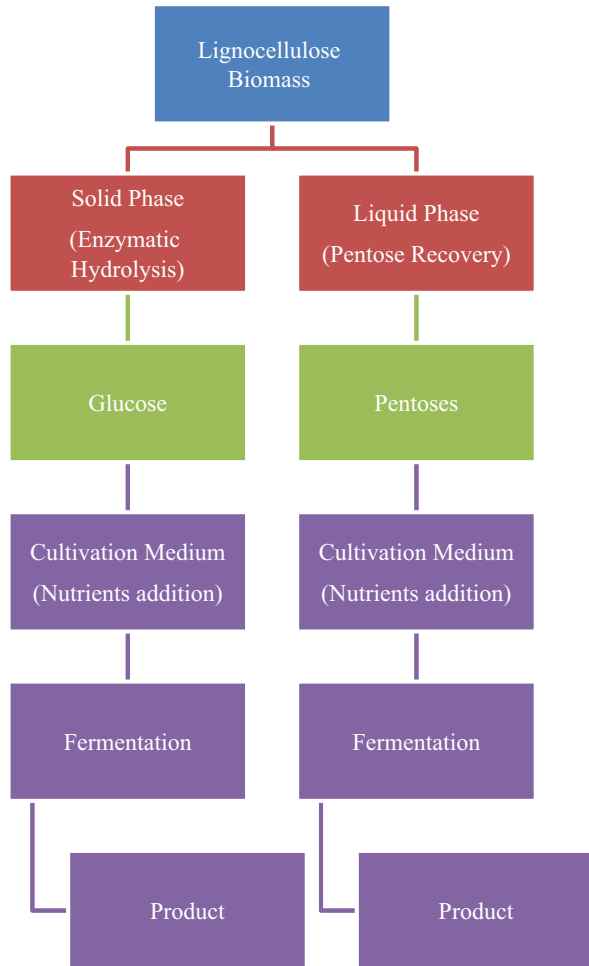 Lignocellulose
Biomass
Solid Phase
(Enzymatic
Hydrolysis)
Liquid Phase
(Pentose Recovery)
Glucose
Pentoses
Cultivation Medium
(Nutrients addition)
Cultivation Medium
(Nutrients addition)
Fermentation
Fermentation
Product
Product